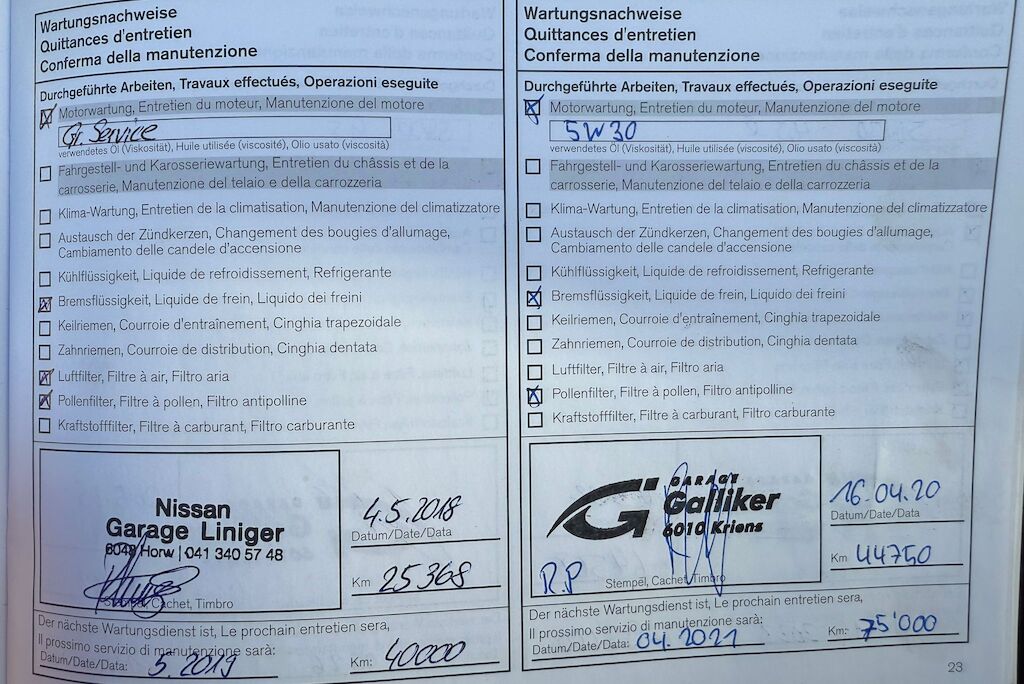 Wartungsnachweise
Quittances d'entretien
Conferma della manutenzione
Durchgeführte Arbeiten, Travaux effectués, Operazioni eseguite
Motorwartung, Entretien du moteur, Manutenzione del motore
Gr. Service
verwendetes Öl (Viskosität), Huile utilisée (viscosité), Olio usato (viscosità)
Fahrgestell- und Karosseriewartung, Entretien du châssis et de la
carrosserie, Manutenzione del telaio e della carrozzeria
Klima-Wartung, Entretien de la climatisation, Manutenzione del climatizzatore
Austausch der Zündkerzen, Changement des bougies d'allumage,
Cambiamento delle candele d'accensione
Kühlflüssigkeit, Liquide de refroidissement, Refrigerante
Bremsflüssigkeit, Liquide de frein, Liquido dei freini
Keilriemen, Courroie d'entraînement, Cinghia trapezoidale
Zahnriemen, Courroie de distribution, Cinghia dentata
Luftfilter, Filtre à air, Filtro aria
Pollenfilter, Filtre à pollen, Filtro antipolline
Kraftstofffilter, Filtre à carburant, Filtro carburante
Nissan
Garage Liniger
6048 Horw | 041 340 57 48
Stempel, Cachet, Timbro
4.5.2018
Datum/Date/Data
Km 25368
Der nächste Wartungsdienst ist, Le prochain entretien sera,
Il prossimo servizio di manutenzione sarà:
Datum/Date/Data: 5.2019 Km: 40000
Wartungsnachweise
Quittances d'entretien
Conferma della manutenzione
Durchgeführte Arbeiten, Travaux effectués, Operazioni eseguite
Motorwartung, Entretien du moteur, Manutenzione del motore
5W30
verwendetes Öl (Viskosität), Huile utilisée (viscosité), Olio usato (viscosità)
Fahrgestell- und Karosseriewartung, Entretien du châssis et de la
carrosserie, Manutenzione del telaio e della carrozzeria
Klima-Wartung, Entretien de la climatisation, Manutenzione del climatizzatore
Austausch der Zündkerzen, Changement des bougies d'allumage,
Cambiamento delle candele d'accensione
Kühlflüssigkeit, Liquide de refroidissement, Refrigerante
Bremsflüssigkeit, Liquide de frein, Liquido dei freini
Keilriemen, Courroie d'entraînement, Cinghia trapezoidale
Zahnriemen, Courroie de distribution, Cinghia dentata
Luftfilter, Filtre à air, Filtro aria
Pollenfilter, Filtre à pollen, Filtro antipolline
Kraftstofffilter, Filtre à carburant, Filtro carburante
GARAGE
Galliker
6010 Kriens
R.P
Stempel, Cachet, Timbro
16.04.20
Datum/Date/Data
Km 44750
Der nächste Wartungsdienst ist, Le prochain entretien sera,
Il prossimo servizio di manutenzione sarà:
Datum/Date/Data: 04.2021 Km: 75'000
23